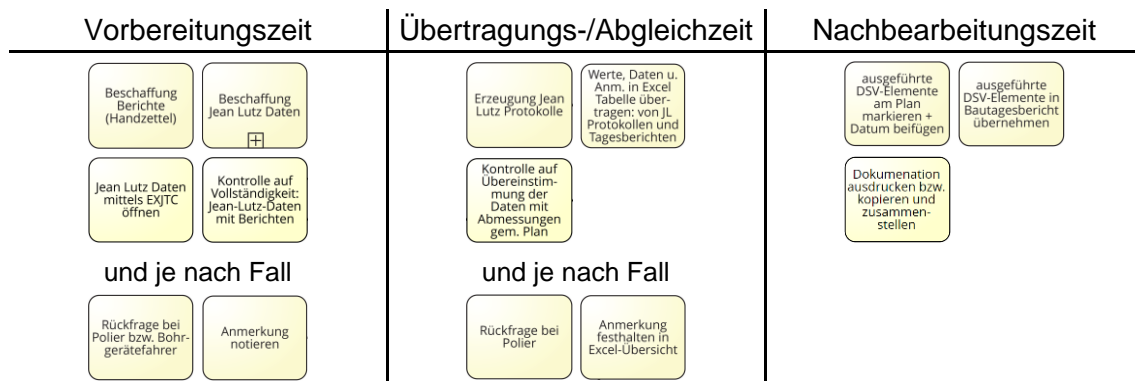 Vorbereitungszeit
Übertragungs-/Abgleichzeit
Nachbearbeitungszeit
Beschaffung
Berichte
(Handzettel)
Beschaffung
Jean Lutz Daten
Erzeugung Jean
Lutz Protokolle
Werte, Daten u.
Anm. in Excel
Tabelle über-
tragen: von JL
Protokollen und
Tagesberichten
ausgeführte
DSV-Elemente
am Plan
markieren +
Datum beifügen
ausgeführte
DSV-Elemente in
Bautagesbericht
übernehmen
Jean Lutz Daten
mittels EXJTC
öffnen
Kontrolle auf
Vollständigkeit:
Jean-Lutz-Daten
mit Berichten
Kontrolle auf
Übereinstim-
mung der
Daten mit
Abmessungen
gem. Plan
Dokumenation
ausdrucken bzw.
kopieren und
zusammen-
stellen
und je nach Fall
und je nach Fall
Rückfrage bei
Polier bzw. Bohr-
gerätefahrer
Anmerkung
notieren
Rückfrage bei
Polier
Anmerkung
festhalten in
Excel-Übersicht